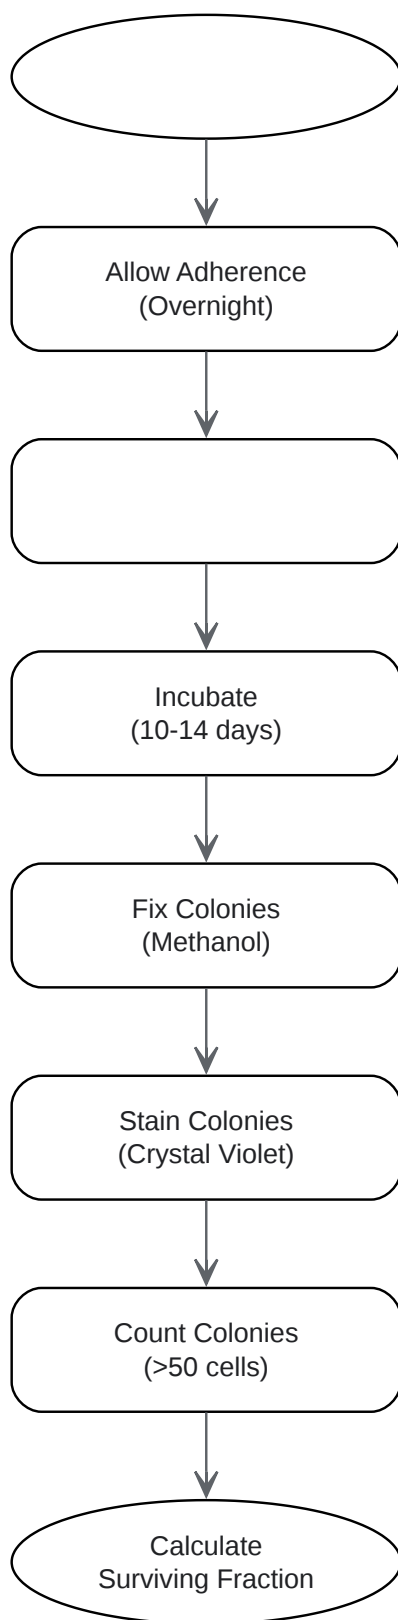 Allow Adherence
(Overnight)
Incubate
(10-14 days)
Fix Colonies
(Methanol)
Stain Colonies
(Crystal Violet)
Count Colonies
(>50 cells)
Calculate
Surviving Fraction